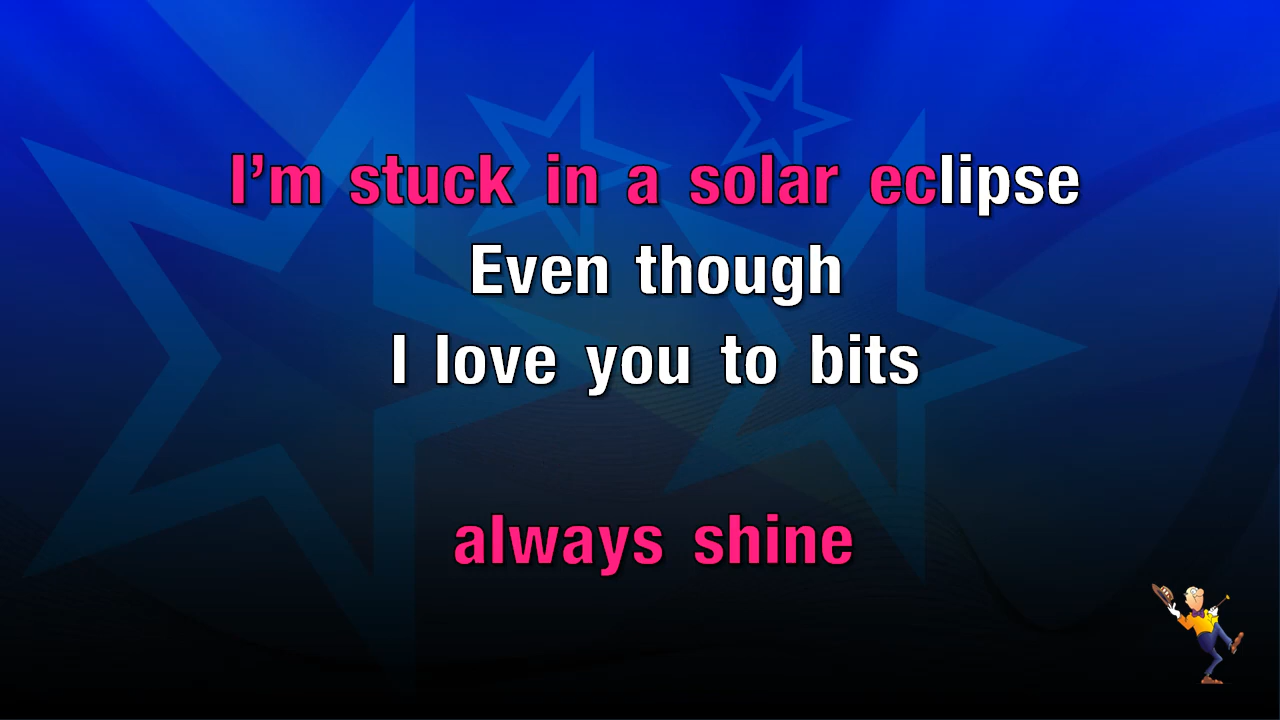 I’m stuck in a solar eclipse
Even though
I love you to bits
always shine